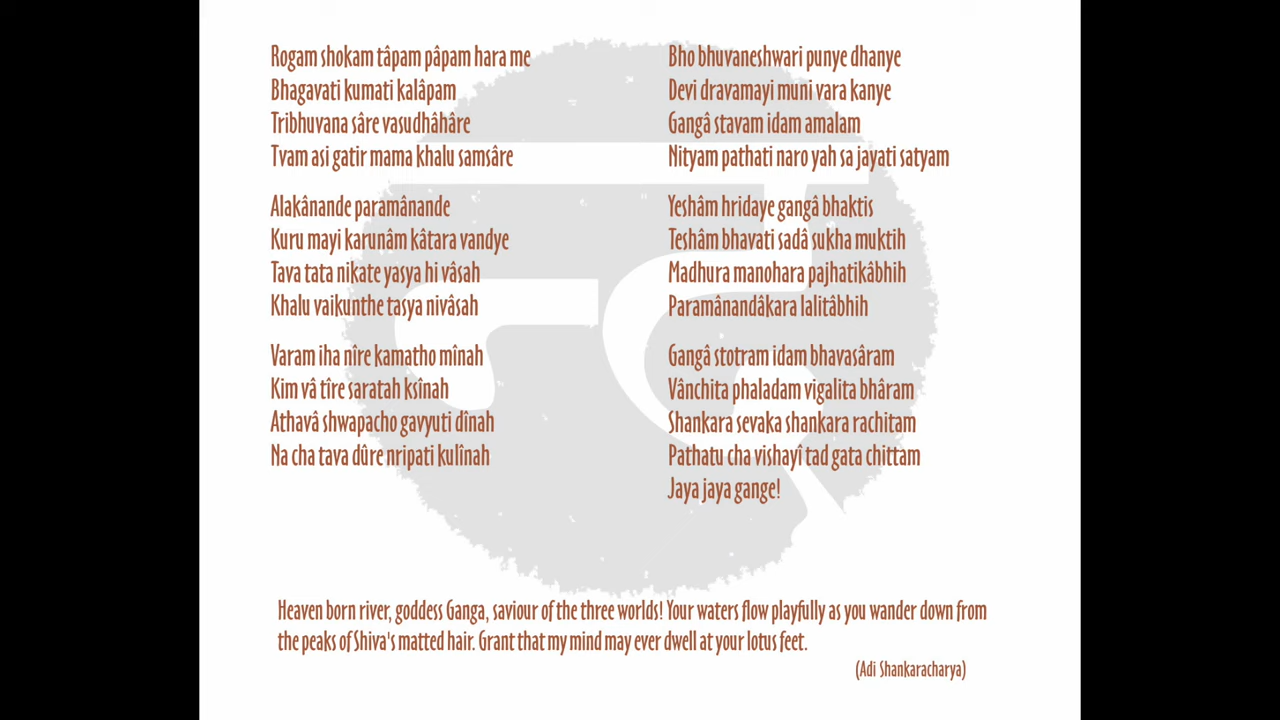 Rogam shokam tâpam pâpam hara me
Bhagavati kumati kalâpam
Tribhuvana sâre vasudhâhâre
Tvam asi gatir mama khalu samsâre
Alakânande paramânande
Kuru mayi karunâm kâtara vandye
Tava tata nikate yasya hi vâsah
Khalu vaikunthe tasya nivâsah
Varam iha nîre kamatho mînah
Kim vâ tîre saratah ksînah
Athavâ shwapacho gavyuti dînah
Na cha tava dûre nripati kulînah
Bho bhuvaneshwari punye dhanye
Devi dravamayi muni vara kanye
Gangâ stavam idam amalam
Nityam pathati naro yah sa jayati satyam
Yeshâm hridaye gangâ bhaktis
Teshâm bhavati sadâ sukha muktih
Madhura manohara pajhatikâbhih
Paramânandâkara lalitâbhih
Gangâ stotram idam bhavasâram
Vânchita phaladam vigalita bhâram
Shankara sevaka shankara rachitam
Pathatu cha vishayî tad gata chittam
Jaya jaya gange!
Heaven born river, goddess Ganga, saviour of the three worlds! Your waters flow playfully as you wander down from
the peaks of Shiva's matted hair. Grant that my mind may ever dwell at your lotus feet.
(Adi Shankaracharya)